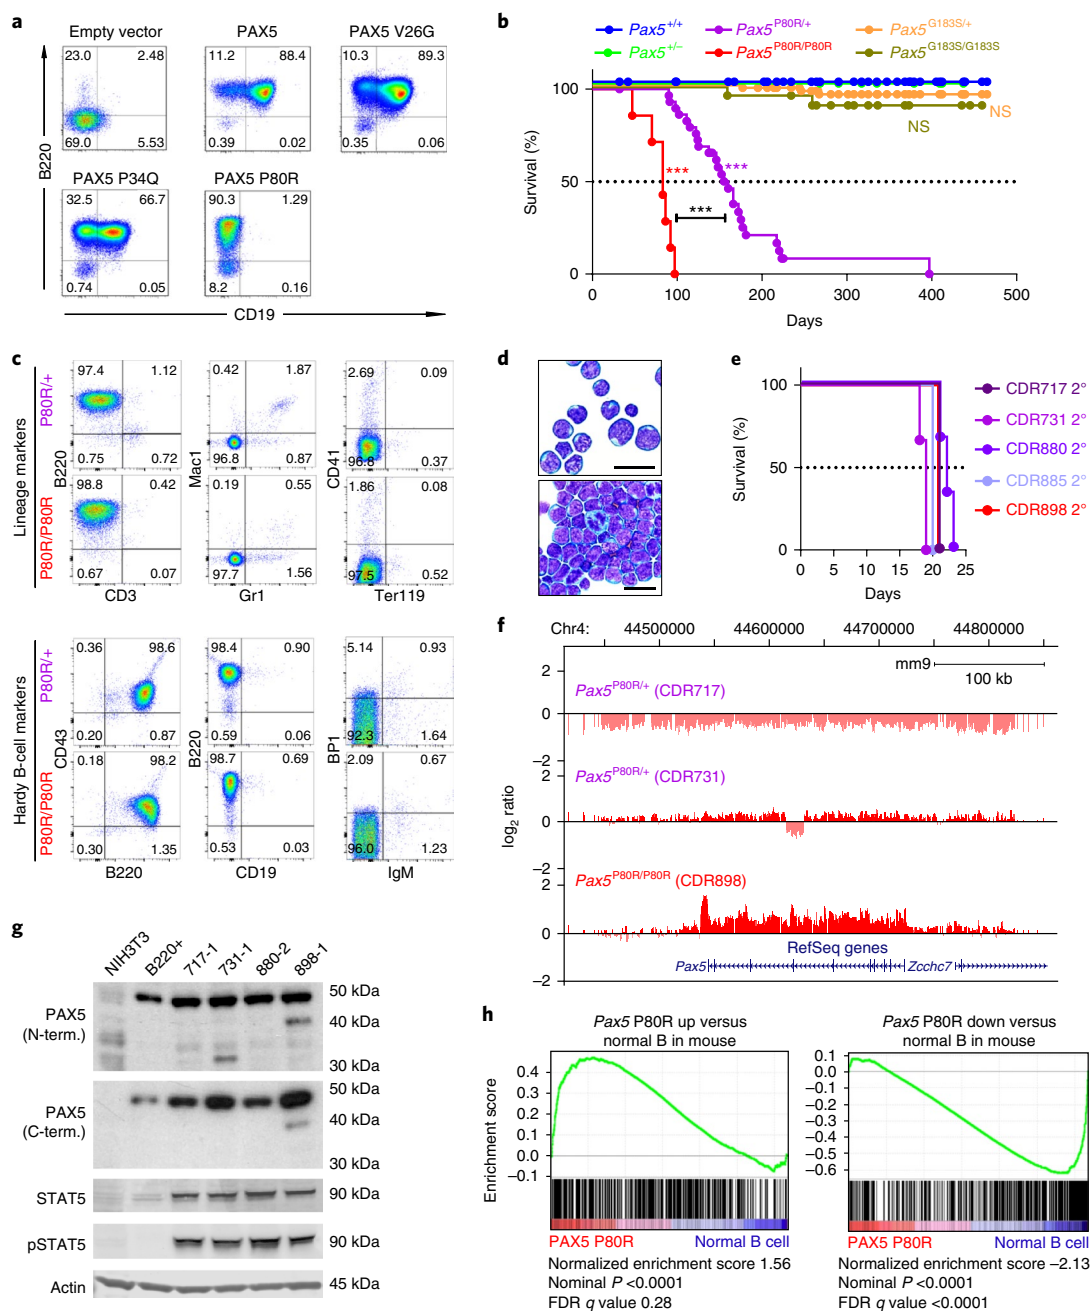 a
Empty vector
PAX5
PAX5 V26G
23.0 2.48
69.0 5.53
11.2 88.4
0.39 0.02
10.3 89.3
0.35 0.06
PAX5 P34Q
PAX5 P80R
32.5 66.7
0.74 0.05
90.3 1.29
8.2 0.16
B220
CD19
b
Pax5+/+
Pax5+/–
Pax5P80R/+
Pax5P80R/P80R
Pax5G183S/+
Pax5G183S/G183S
Survival (%)
100
50
0
NS
NS
***
***
***
0 100 200 300 400 500
Days
c
Lineage markers
P80R/+
P80R/P80R
97.4 1.12
0.75 0.72
0.42 1.87
96.8 0.87
2.69 0.09
96.8 0.37
98.8 0.42
0.67 0.07
0.19 0.55
97.7 1.56
1.86 0.08
97.5 0.52
B220
Mac1
CD41
CD3
Gr1
Ter119
Hardy B-cell markers
P80R/+
P80R/P80R
0.36 98.6
0.20 0.87
98.4 0.90
0.59 0.06
5.14 0.93
92.3 1.64
0.18 98.2
0.30 1.35
98.7 0.69
0.53 0.03
2.09 0.67
96.0 1.23
CD43
B220
BP1
B220
CD19
IgM
d
e
Survival (%)
100
50
0
0 5 10 15 20 25
Days
CDR717 2°
CDR731 2°
CDR880 2°
CDR885 2°
CDR898 2°
f
Chr4: 44500000 44600000 44700000 44800000
mm9
100 kb
log2 ratio
2
0
–2
Pax5P80R/+ (CDR717)
2
0
–2
Pax5P80R/+ (CDR731)
2
0
–2
Pax5P80R/P80R (CDR898)
RefSeq genes
Pax5
Zcchc7
g
NIH3T3
B220+
717-1
731-1
880-2
898-1
PAX5
(N-term.)
50 kDa
40 kDa
30 kDa
PAX5
(C-term.)
50 kDa
40 kDa
30 kDa
STAT5
90 kDa
pSTAT5
90 kDa
Actin
45 kDa
h
Pax5 P80R up versus
normal B in mouse
Enrichment score
0.4
0.3
0.2
0.1
0.0
–0.1
PAX5 P80R
Normal B cell
Normalized enrichment score 1.56
Nominal P <0.0001
FDR q value 0.28
Pax5 P80R down versus
normal B in mouse
0.1
0.0
–0.1
–0.2
–0.3
–0.4
–0.5
–0.6
PAX5 P80R
Normal B cell
Normalized enrichment score –2.13
Nominal P <0.0001
FDR q value <0.0001